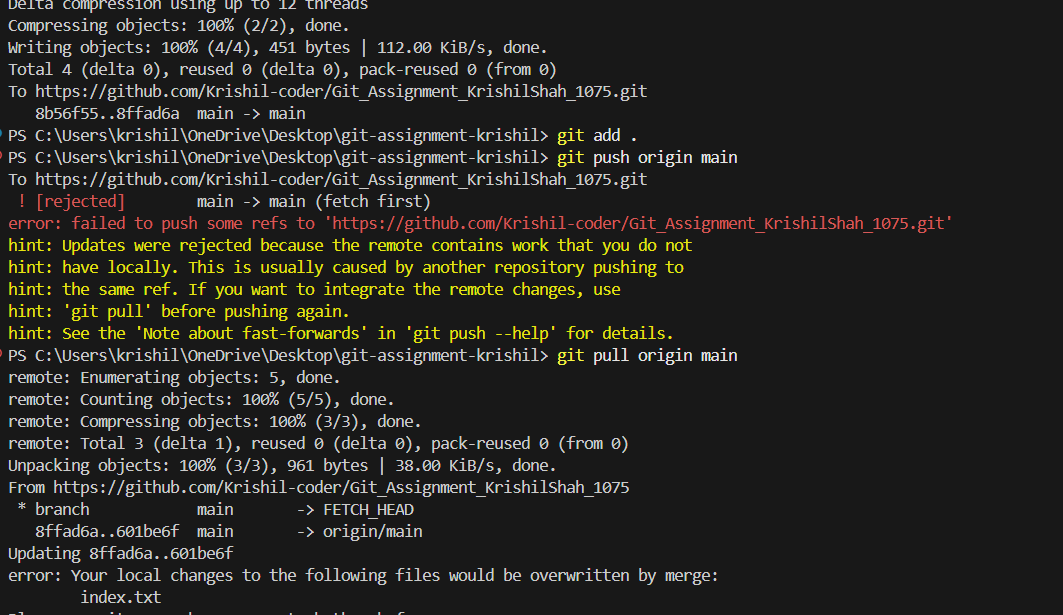 Delta compression using up to 12 threads
Compressing objects: 100% (2/2), done.
Writing objects: 100% (4/4), 451 bytes | 112.00 KiB/s, done.
Total 4 (delta 0), reused 0 (delta 0), pack-reused 0 (from 0)
To https://github.com/Krishil-coder/Git_Assignment_KrishilShah_1075.git
   8b56f55..8ffad6a  main -> main
PS C:\Users\krishil\OneDrive\Desktop\git-assignment-krishil> git add .
PS C:\Users\krishil\OneDrive\Desktop\git-assignment-krishil> git push origin main
To https://github.com/Krishil-coder/Git_Assignment_KrishilShah_1075.git
 ! [rejected]        main -> main (fetch first)
error: failed to push some refs to 'https://github.com/Krishil-coder/Git_Assignment_KrishilShah_1075.git'
hint: Updates were rejected because the remote contains work that you do not
hint: have locally. This is usually caused by another repository pushing to
hint: the same ref. If you want to integrate the remote changes, use
hint: 'git pull' before pushing again.
hint: See the 'Note about fast-forwards' in 'git push --help' for details.
PS C:\Users\krishil\OneDrive\Desktop\git-assignment-krishil> git pull origin main
remote: Enumerating objects: 5, done.
remote: Counting objects: 100% (5/5), done.
remote: Compressing objects: 100% (3/3), done.
remote: Total 3 (delta 1), reused 0 (delta 0), pack-reused 0 (from 0)
Unpacking objects: 100% (3/3), 961 bytes | 38.00 KiB/s, done.
From https://github.com/Krishil-coder/Git_Assignment_KrishilShah_1075
 * branch            main       -> FETCH_HEAD
   8ffad6a..601be6f  main       -> origin/main
Updating 8ffad6a..601be6f
error: Your local changes to the following files would be overwritten by merge:
        index.txt